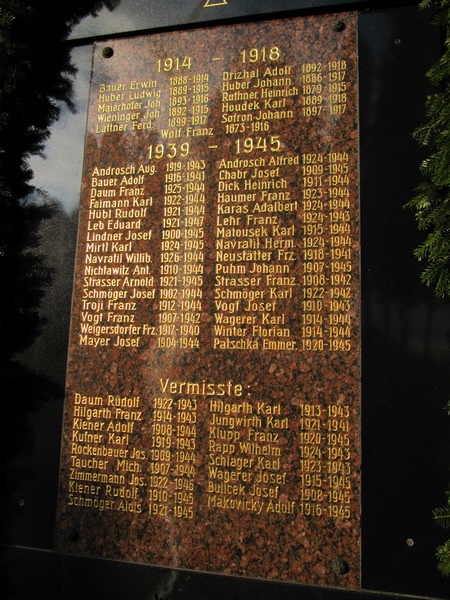 1914 - 1918
Bauer Erwin 1888-1914
Huber Ludwig 1889-1915
Maierhofer Joh. 1893-1916
Wieninger Joh. 1892-1915
Lattner Ferd. 1899-1917
Drizhal Adolf 1892-1918
Huber Johann 1886-1917
Ruthner Heinrich 1879-1915
Houdek Karl 1889-1918
Sofron Johann 1897-1917
Wolf Franz 1873-1916
1939 - 1945
Androsch Aug. 1919-1943
Bauer Adolf 1916-1941
Daum Franz 1925-1944
Faimann Karl 1922-1944
Hübl Rudolf 1921-1944
Leb Eduard 1921-1947
Lindner Josef 1900-1945
Mirtl Karl 1924-1945
Navratil Willib. 1926-1944
Nichtawitz Ant. 1910-1944
Strasser Arnold 1921-1945
Schmöger Josef 1902-1944
Troji Franz 1912-1944
Vogt Franz 1907-1942
Weigersdorfer Frz. 1917-1940
Mayer Josef 1904-1944
Androsch Alfred 1924-1944
Chabr Josef 1909-1945
Dick Heinrich 1911-1944
Haumer Franz 1923-1944
Karas Adalbert 1924-1944
Lehr Franz 1924-1943
Matousek Karl 1915-1944
Navratil Herm. 1924-1944
Neustätter Frz. 1918-1941
Puhm Johann 1907-1945
Strasser Franz 1908-1942
Schmöger Karl 1922-1942
Vogt Josef 1910-1943
Wagerer Karl 1914-1944
Winter Florian 1914-1944
Patschka Emmer. 1920-1945
Vermisste:
Daum Rudolf 1922-1943
Hilgarth Franz 1914-1943
Kiener Adolf 1908-1944
Kufner Karl 1919-1943
Rockenbauer Jos. 1909-1944
Taucher Mich. 1907-1944
Zimmermann Jos. 1922-1945
Kiener Rudolf 1910-1945
Schmöger Alois 1921-1945
Hilgarth Karl 1913-1943
Jungwirth Karl 1921-1941
Klupp Franz 1920-1945
Rapp Wilhelm 1924-1943
Schlager Karl 1923-1943
Wagerer Josef 1915-1945
Bulicek Josef 1908-1945
Makovicky Adolf 1916-1945